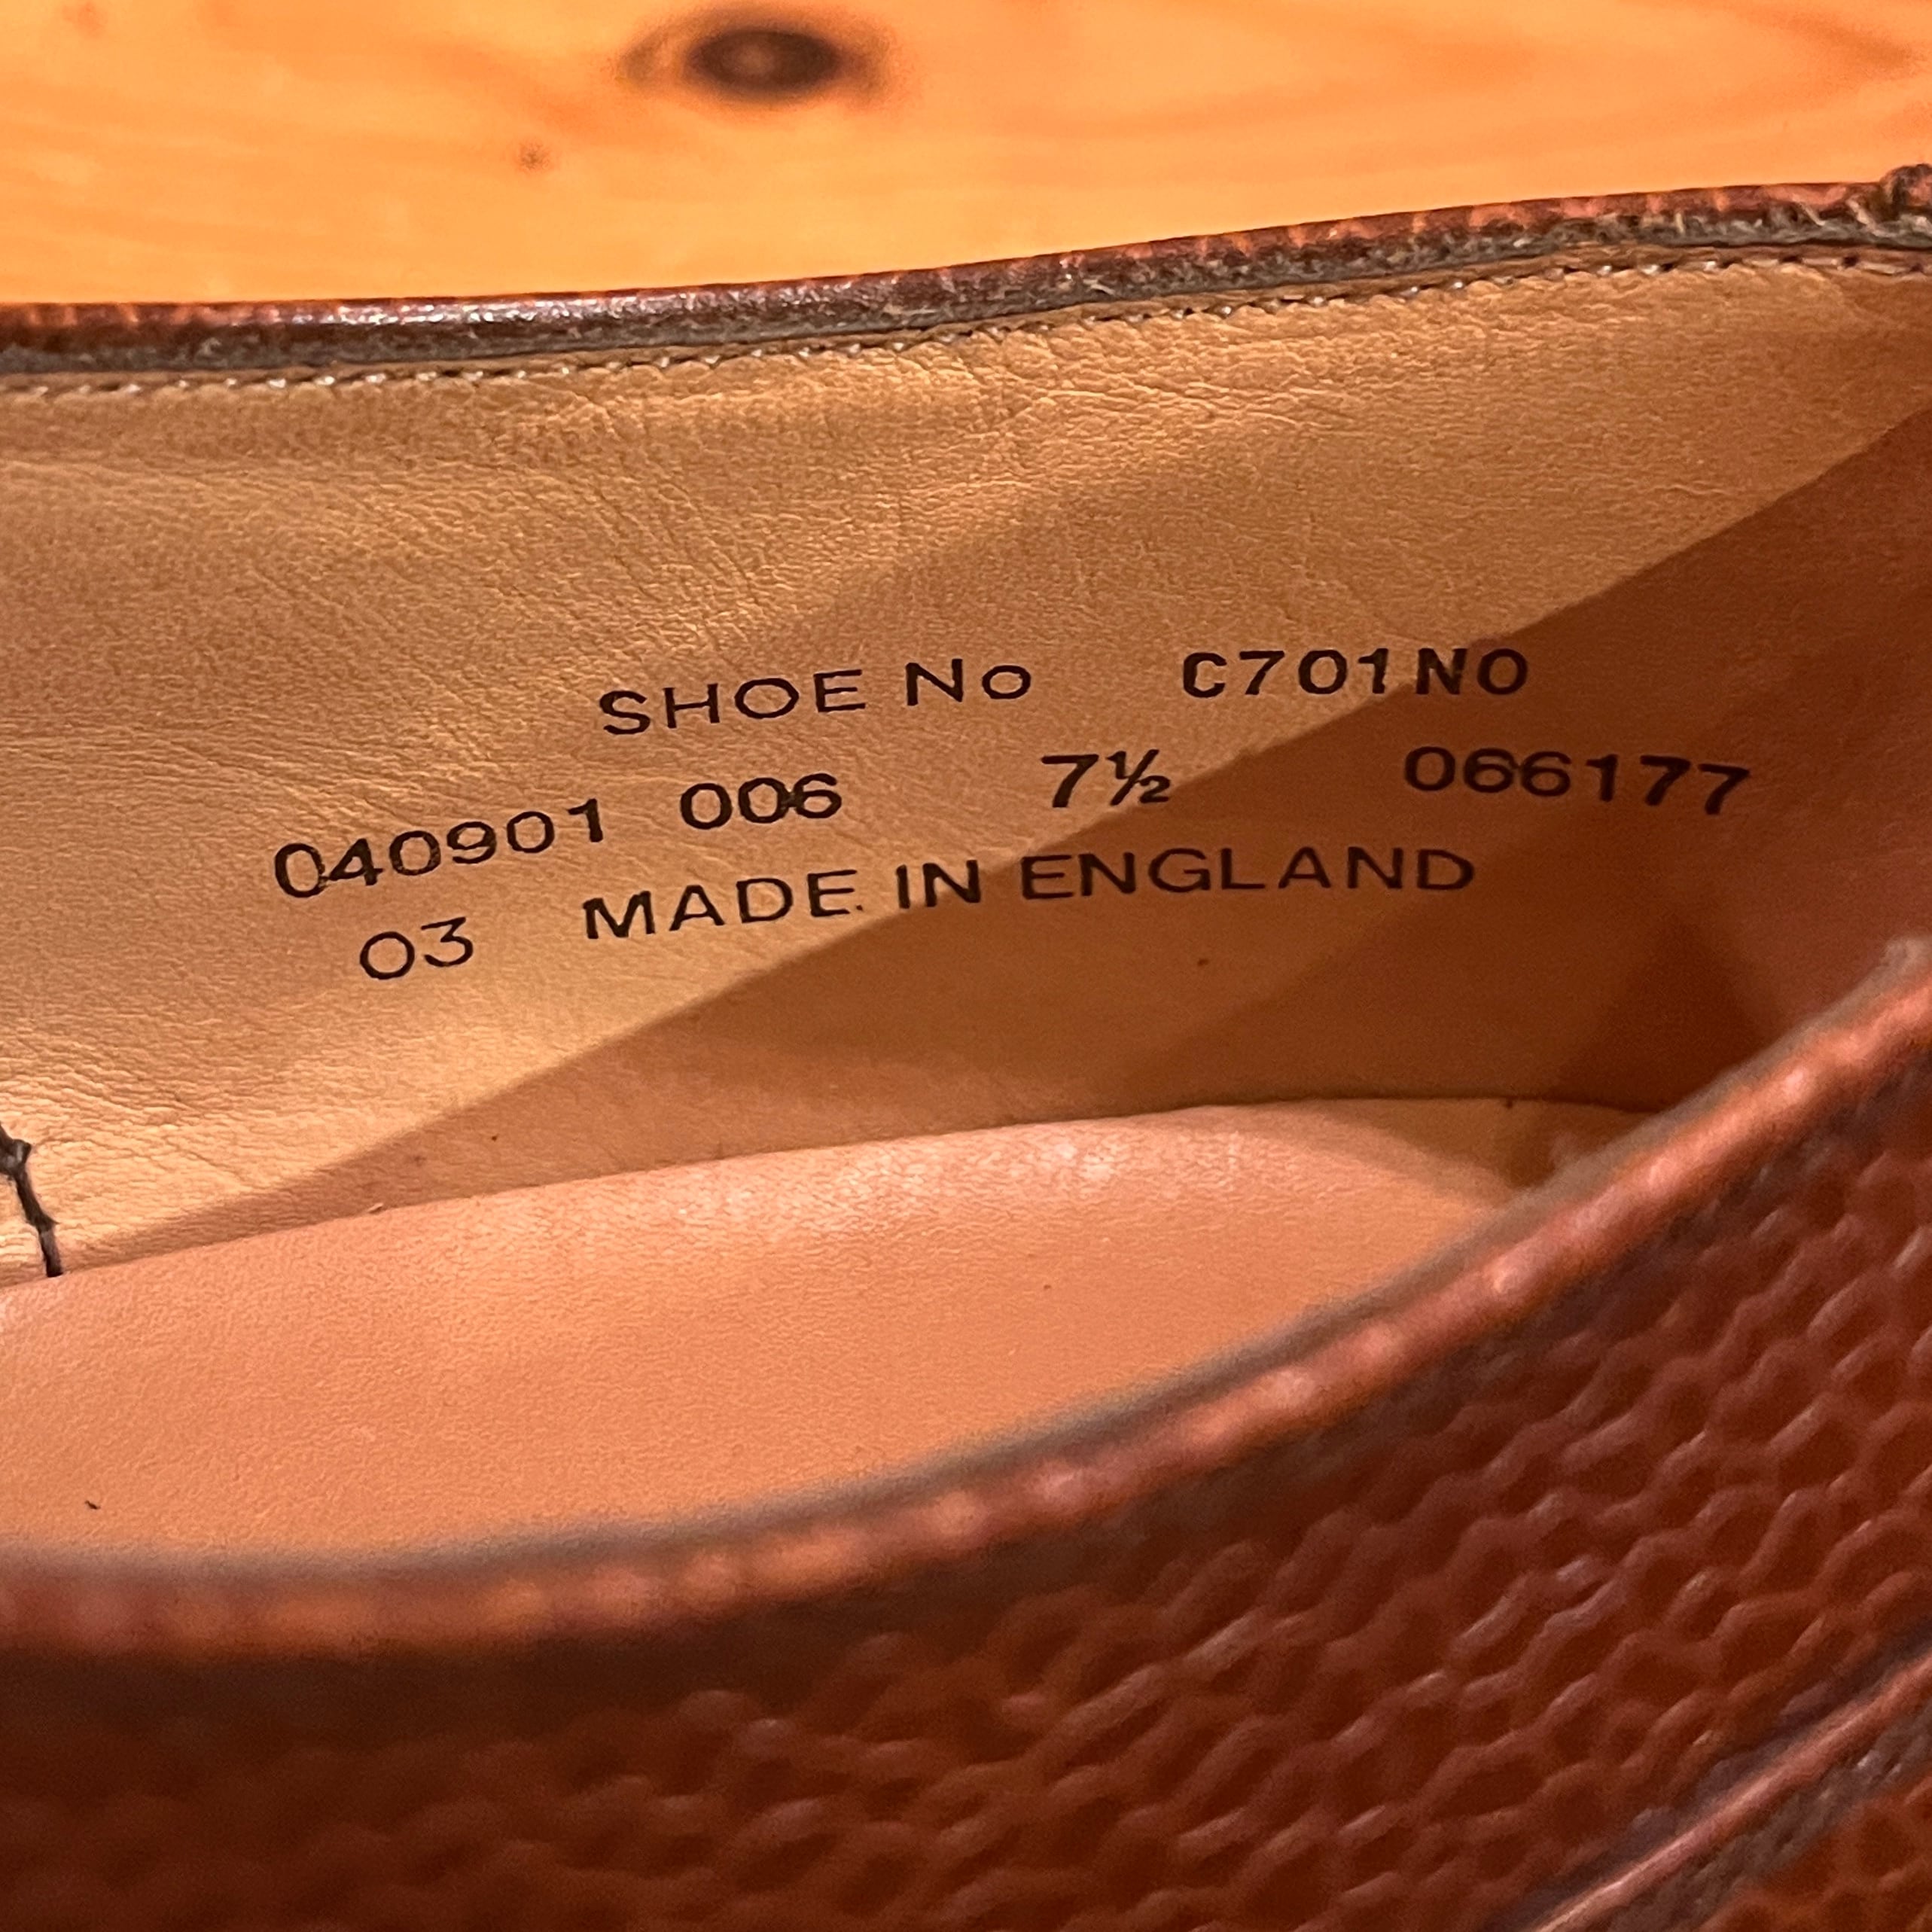 SHOE No C701NO
040901 006 7½ 066177
03 MADE IN ENGLAND